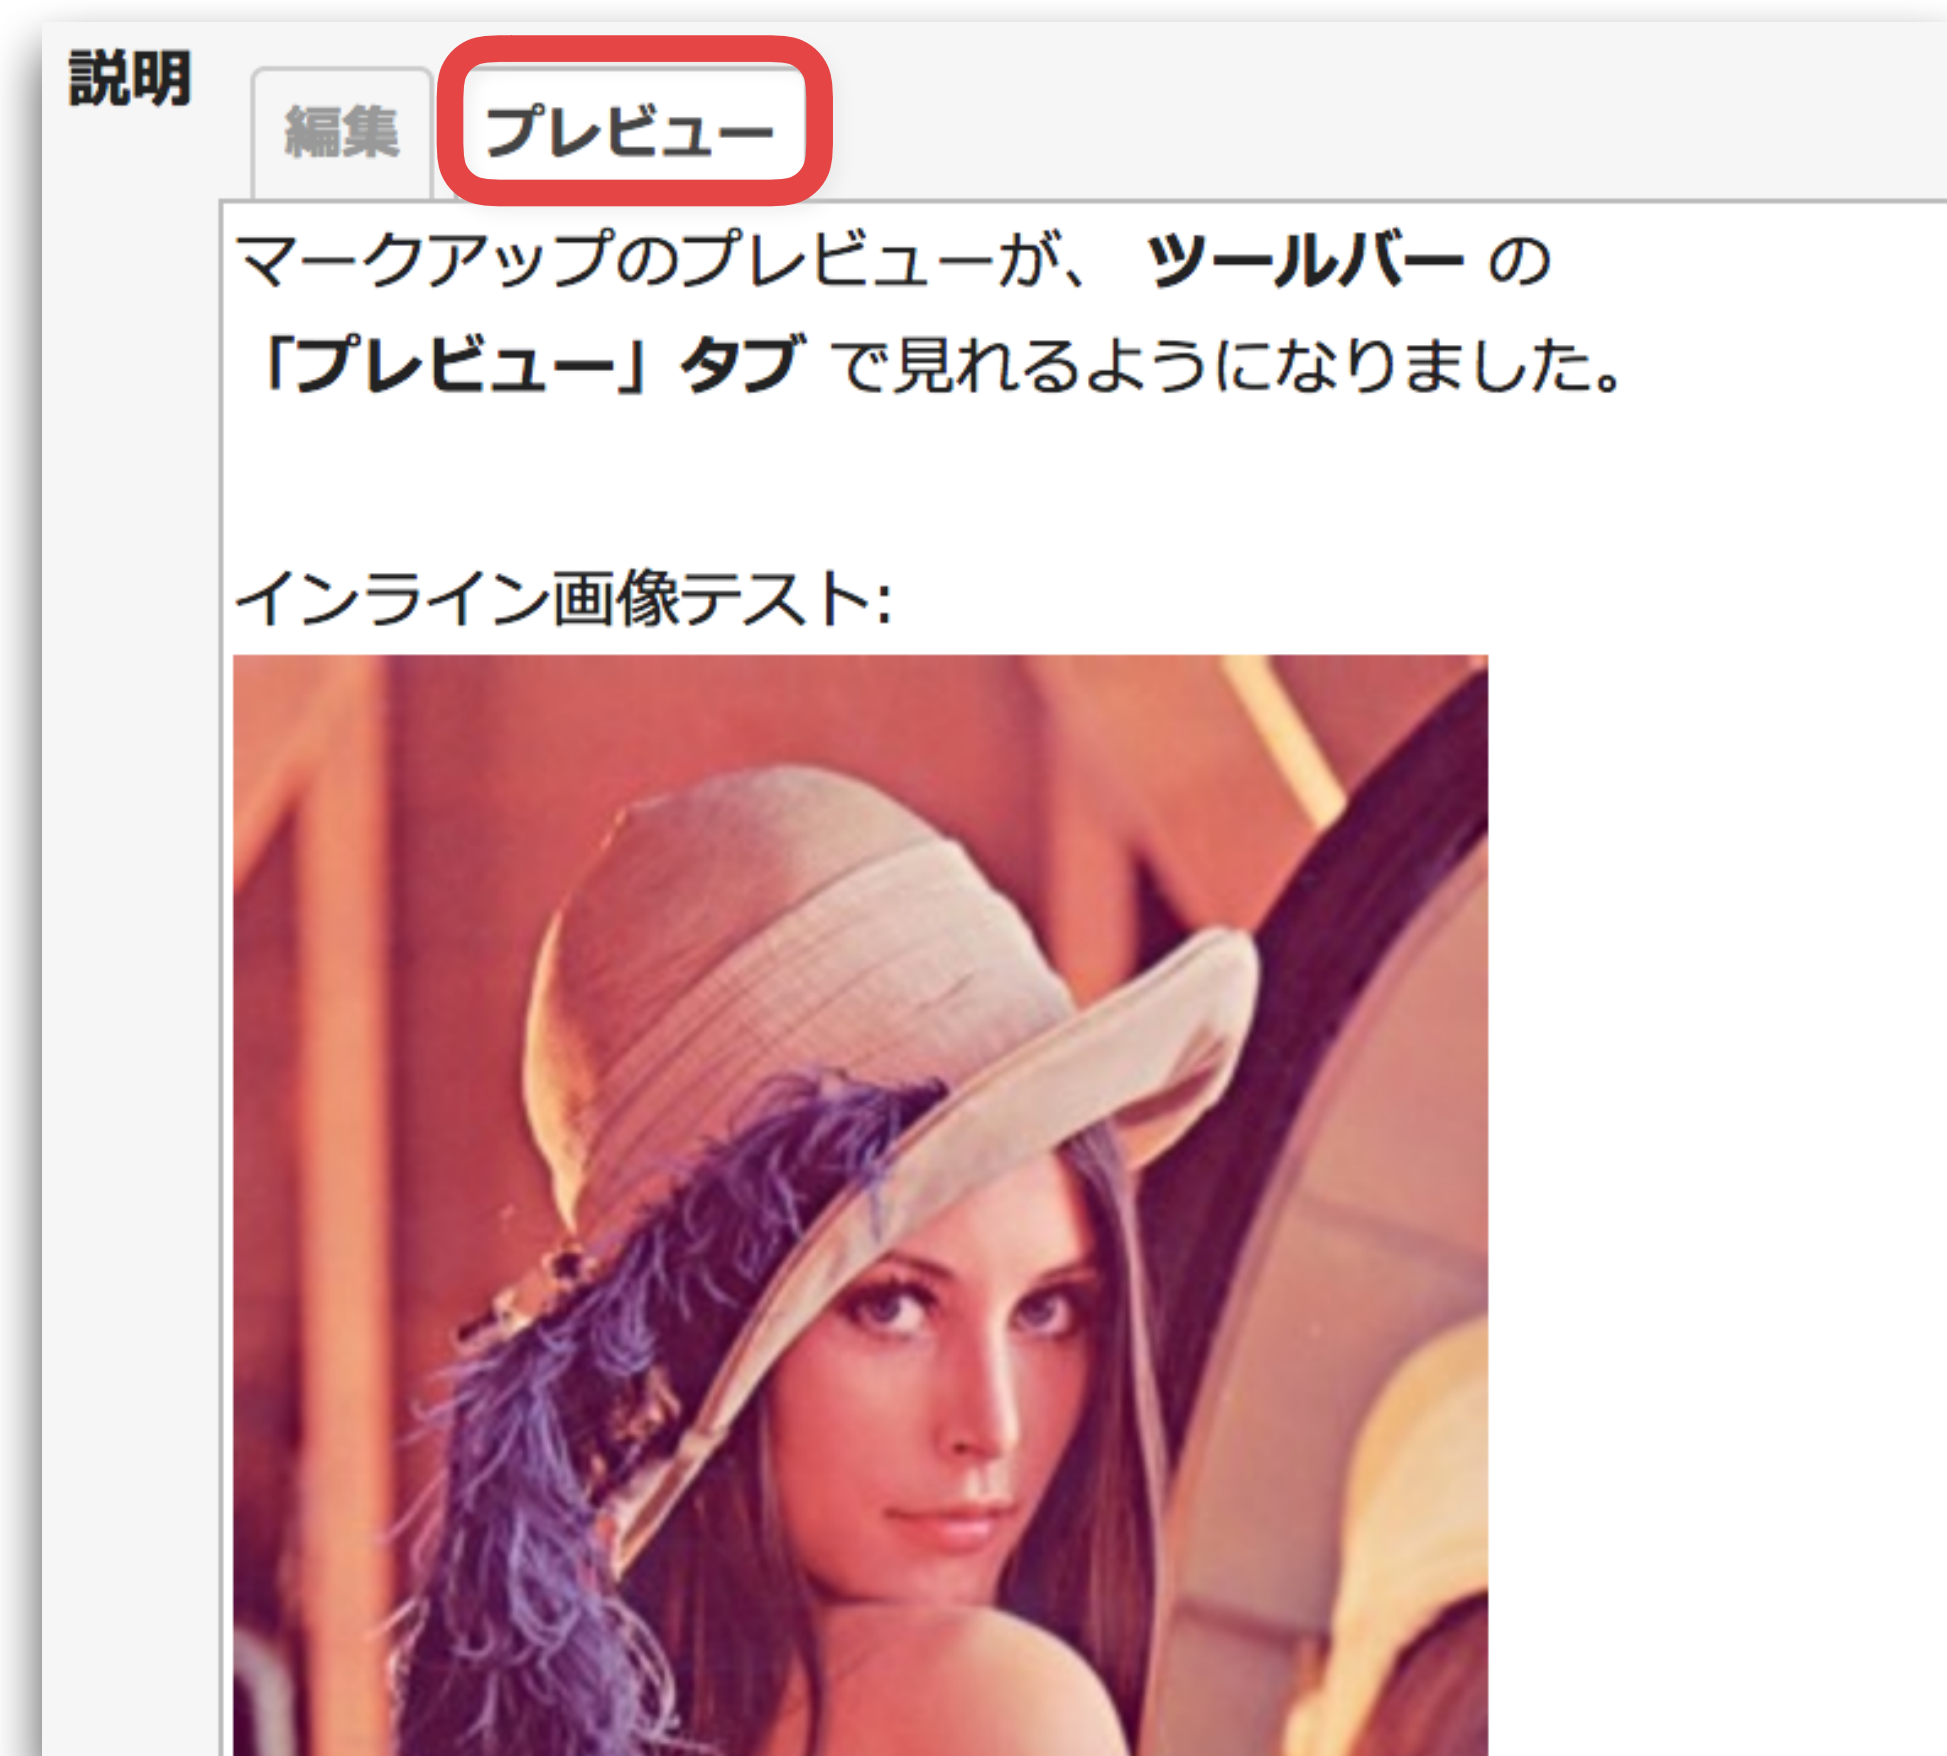 説明
編集
プレビュー
マークアップのプレビューが、 ツールバー の
「プレビュー」タブ で見れるようになりました。
インライン画像テスト: